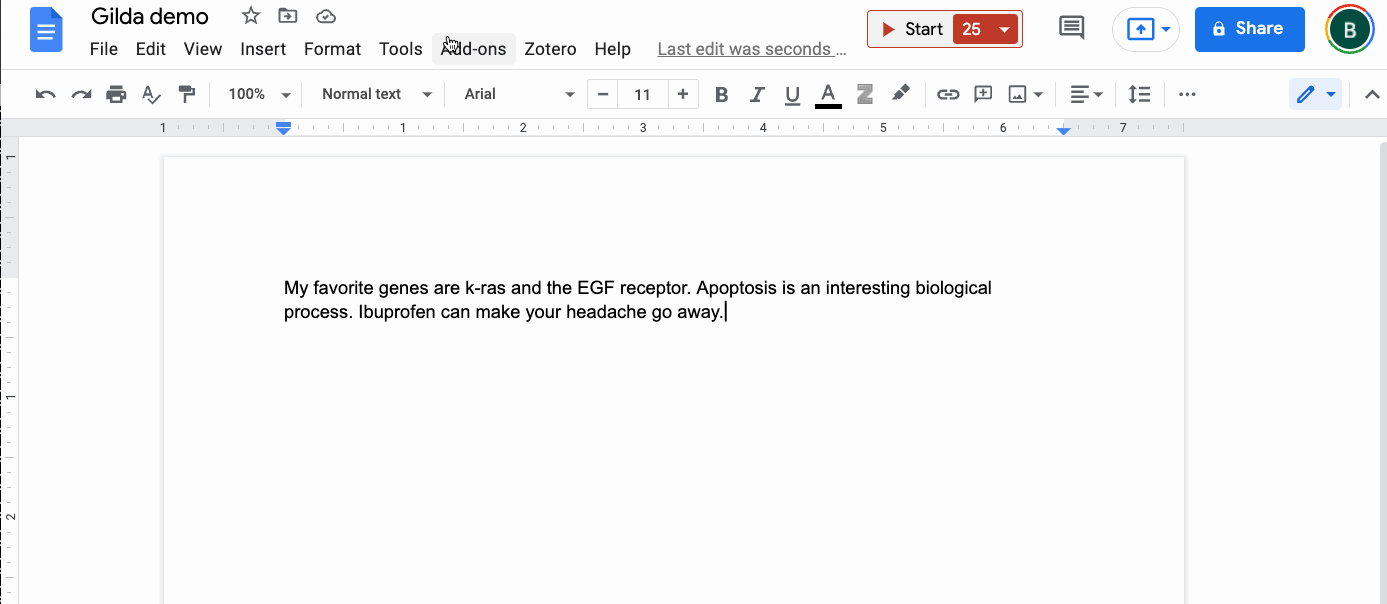 Gilda demo
File Edit View Insert Format Tools Add-ons Zotero Help Last edit was seconds ...
Start 25
Share
B
100% Normal text Arial − 11 + B I U A Z
1 1 2 3 4 5 6 7
1
My favorite genes are k-ras and the EGF receptor. Apoptosis is an interesting biological
process. Ibuprofen can make your headache go away.
1
2